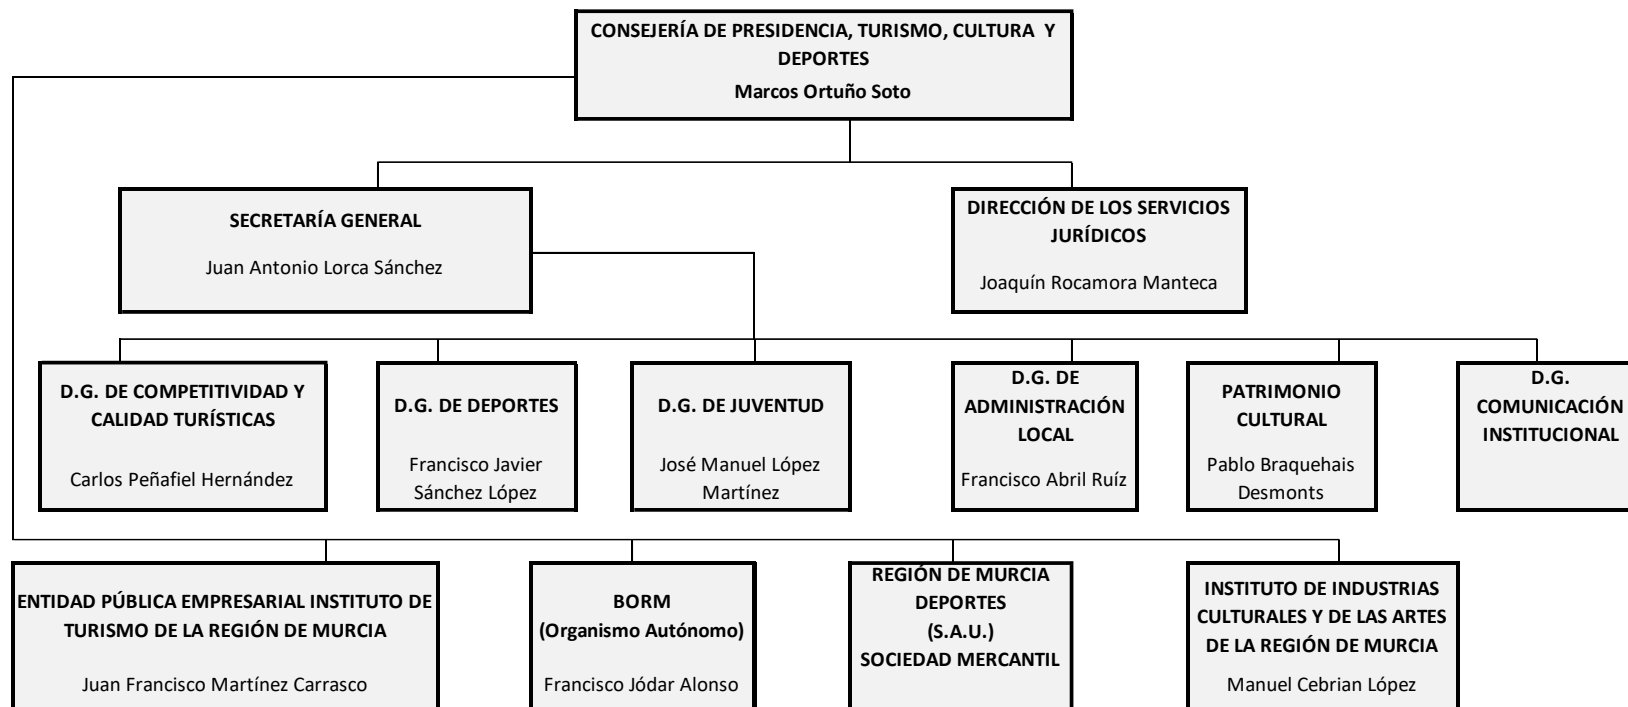 CONSEJERÍA DE PRESIDENCIA, TURISMO, CULTURA Y
DEPORTES
Marcos Ortuño Soto
SECRETARÍA GENERAL
Juan Antonio Lorca Sánchez
DIRECCIÓN DE LOS SERVICIOS
JURÍDICOS
Joaquín Rocamora Manteca
D.G. DE COMPETITIVIDAD Y
CALIDAD TURÍSTICAS
Carlos Peñafiel Hernández
D.G. DE DEPORTES
Francisco Javier
Sánchez López
D.G. DE JUVENTUD
José Manuel López
Martínez
D.G. DE
ADMINISTRACIÓN
LOCAL
Francisco Abril Ruíz
PATRIMONIO
CULTURAL
Pablo Braquehais
Desmonts
D.G.
COMUNICACIÓN
INSTITUCIONAL
ENTIDAD PÚBLICA EMPRESARIAL INSTITUTO DE
TURISMO DE LA REGIÓN DE MURCIA
Juan Francisco Martínez Carrasco
BORM
(Organismo Autónomo)
Francisco Jódar Alonso
REGIÓN DE MURCIA
DEPORTES
(S.A.U.)
SOCIEDAD MERCANTIL
INSTITUTO DE INDUSTRIAS
CULTURALES Y DE LAS ARTES
DE LA REGIÓN DE MURCIA
Manuel Cebrian López